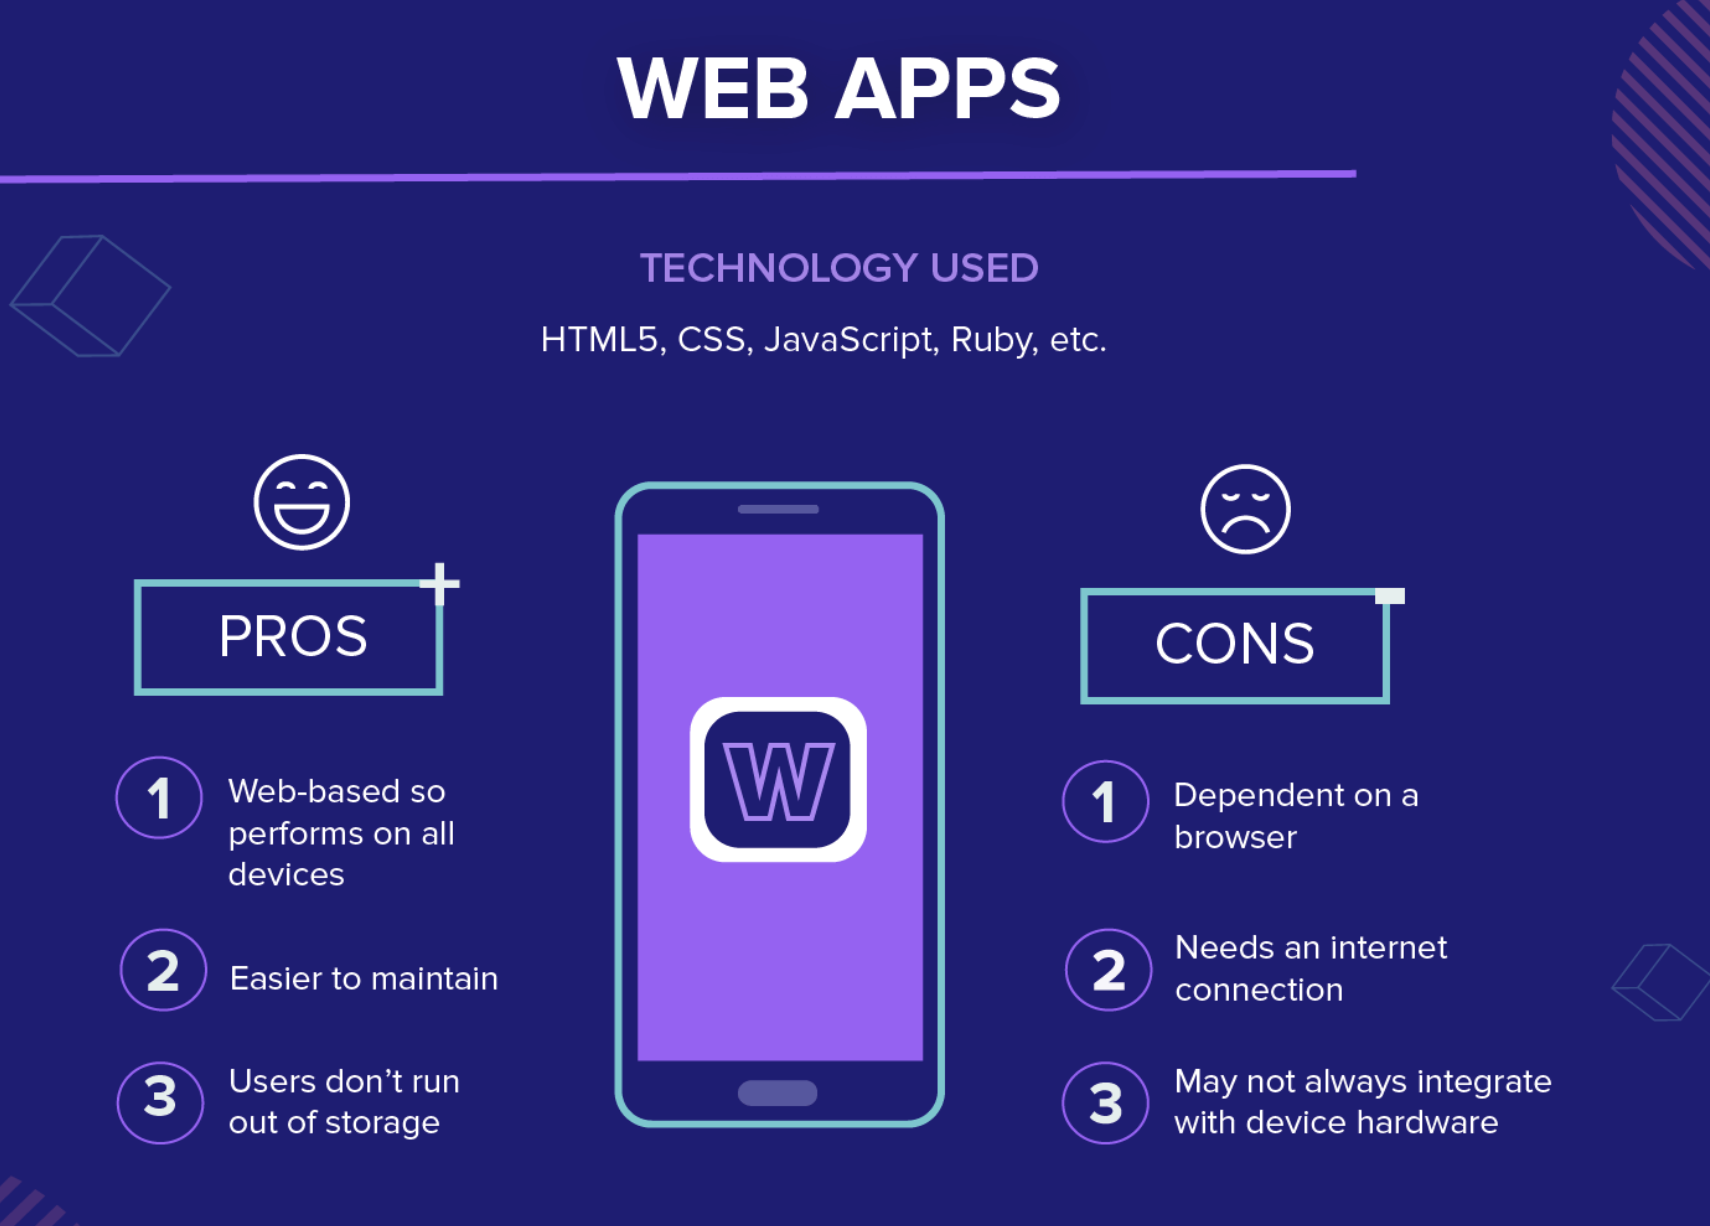 WEB APPS
TECHNOLOGY USED
HTML5, CSS, JavaScript, Ruby, etc.
PROS
1
Web-based so
performs on all
devices
2
Easier to maintain
3
Users don't run
out of storage
W
CONS
1
Dependent on a
browser
2
Needs an internet
connection
3
May not always integrate
with device hardware